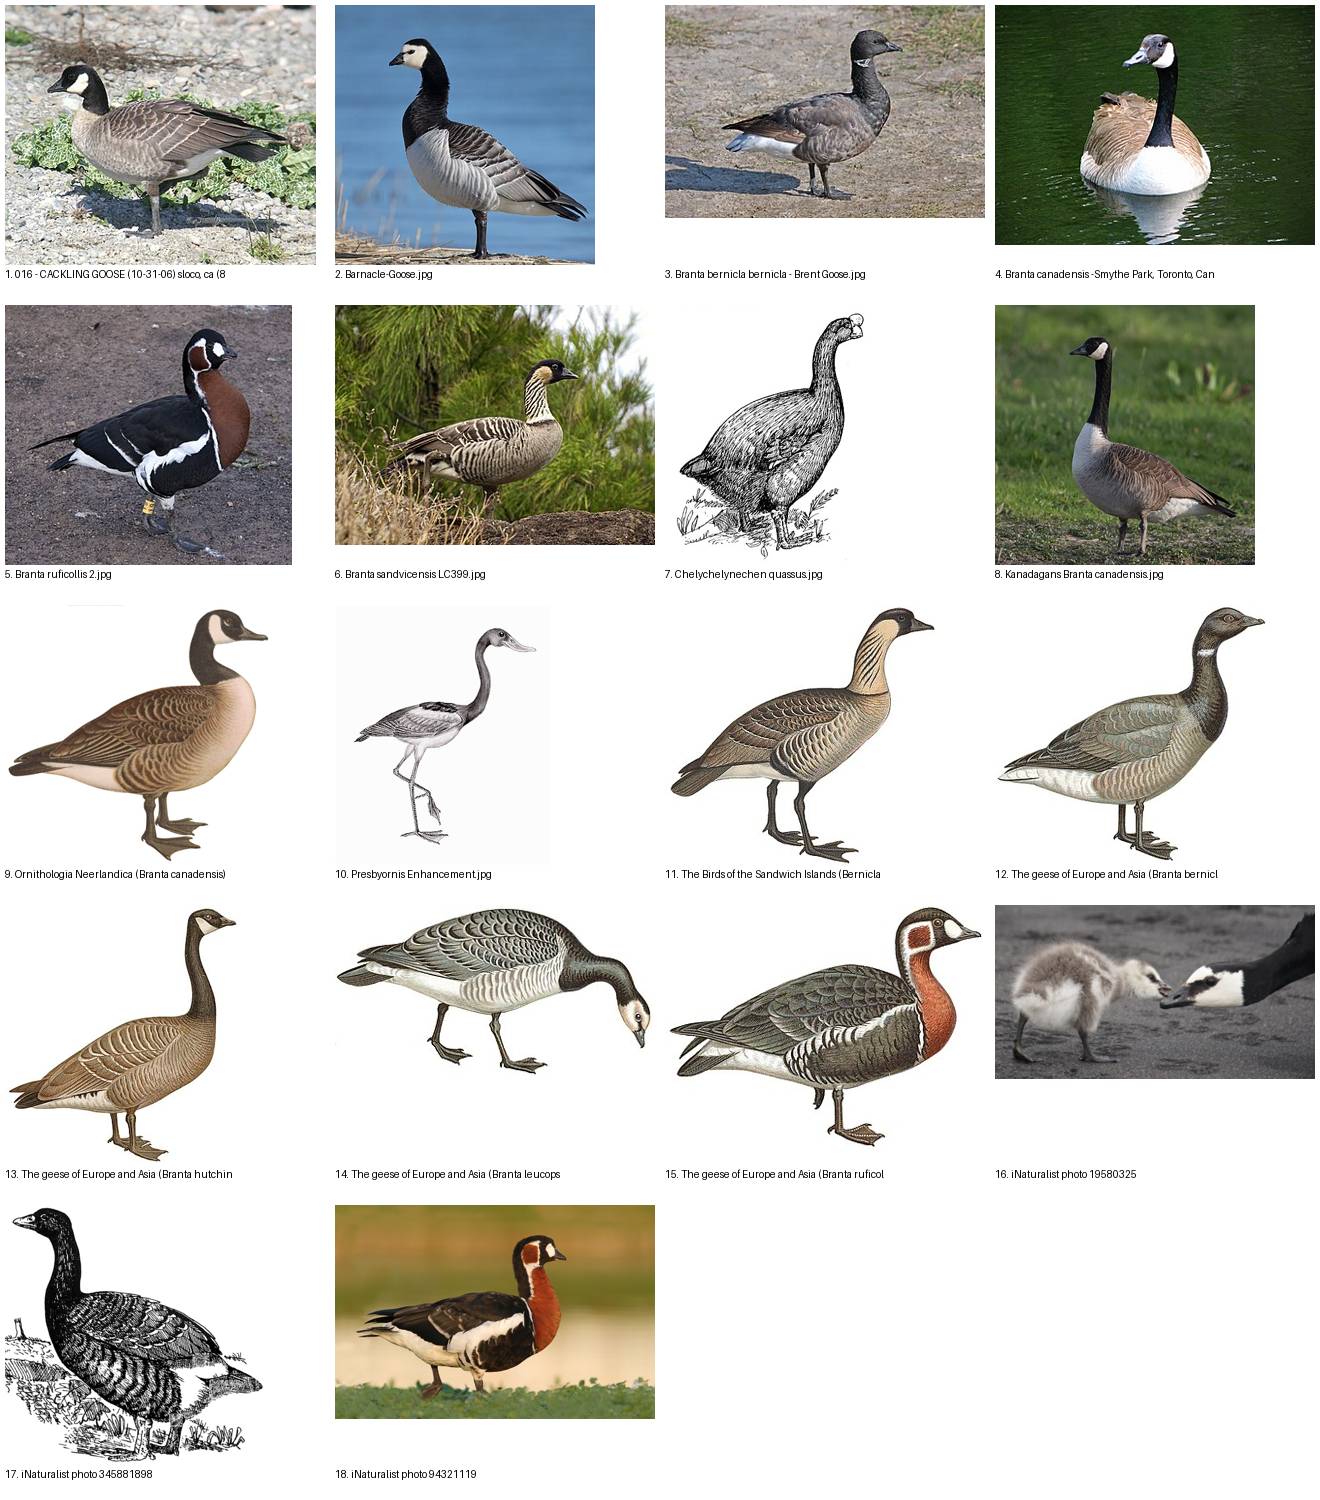 1. 016 - CACKLING GOOSE (10-31-06) sloco, ca (8
2. Barnacle-Goose.jpg
3. Branta bernicla bernicla - Brent Goose.jpg
4. Branta canadensis -Smythe Park, Toronto, Can
5. Branta ruficollis 2.jpg
6. Branta sandvicensis LC399.jpg
7. Chelychelynechen quassus.jpg
8. Kanadagans Branta canadensis.jpg
9. Ornithologia Neerlandica (Branta canadensis)
10. Presbyornis Enhancement.jpg
11. The Birds of the Sandwich Islands (Bernicla
12. The geese of Europe and Asia (Branta bernicl
13. The geese of Europe and Asia (Branta hutchin
14. The geese of Europe and Asia (Branta leucops
15. The geese of Europe and Asia (Branta ruficol
16. iNaturalist photo 19580325
17. iNaturalist photo 345881898
18. iNaturalist photo 94321119